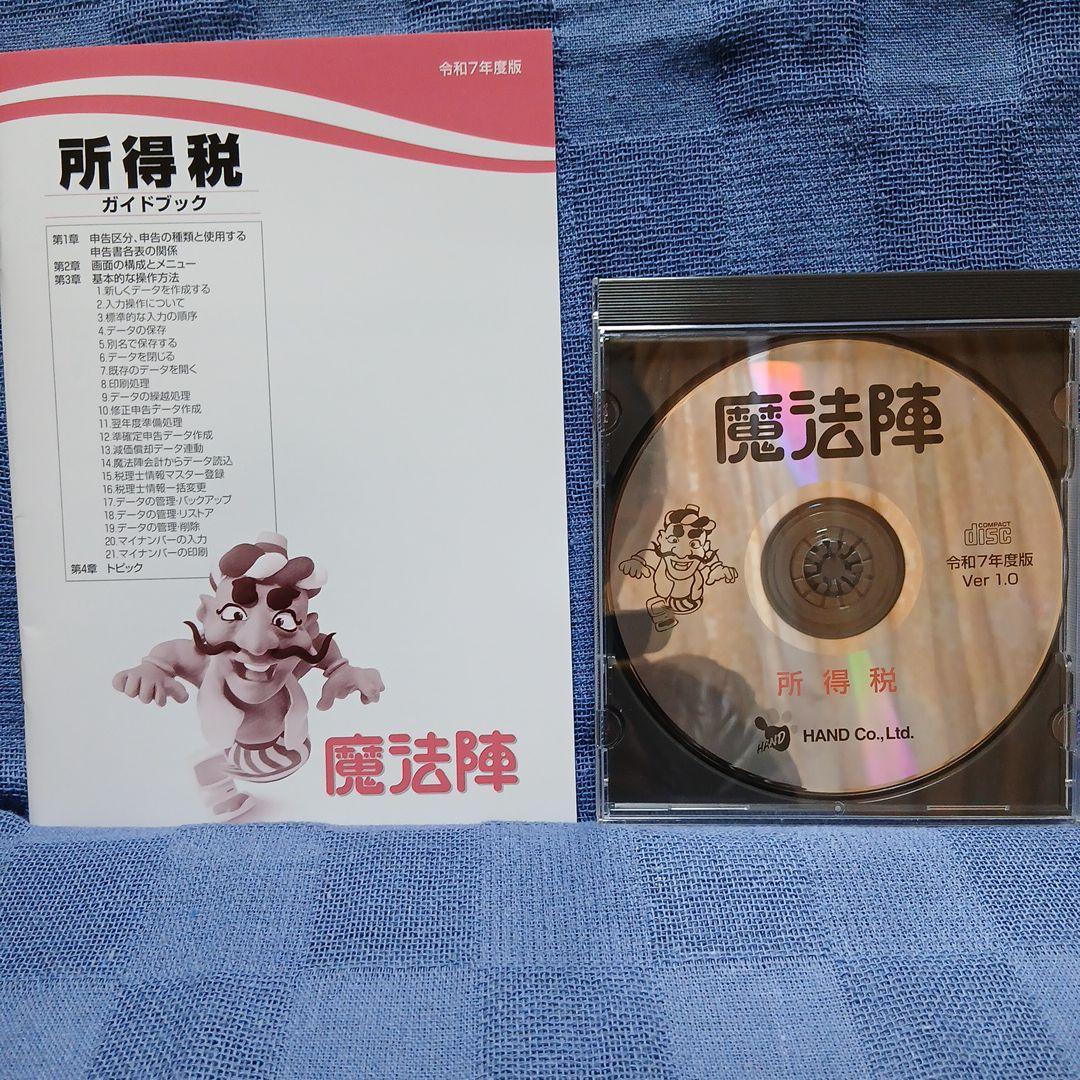 令和7年度版
所得税
ガイドブック
第1章 申告区分、申告の種類と使用する
申告書各表の関係
第2章 画面の構成とメニュー
第3章 基本的な操作方法
1.新しくデータを作成する
2.入力操作について
3.標準的な入力の順序
4.データの保存
5.別名で保存する
6.データを閉じる
7.既存のデータを開く
8.印刷処理
9.データの繰越処理
10.修正申告データ作成
11.翌年度準備処理
12.準確定申告データ作成
13.減価償却データ連動
14.魔法陣会計からデータ読込
15.税理士情報マスター登録
16.税理士情報一括変更
17.データの管理・バックアップ
18.データの管理・リストア
19.データの管理・削除
20.マイナンバーの入力
21.マイナンバーの印刷
第4章 トピック
魔法陣
魔法陣
COMPACT
disc
令和7年度版
Ver 1.0
所得税
HAND
HAND Co.,Ltd.